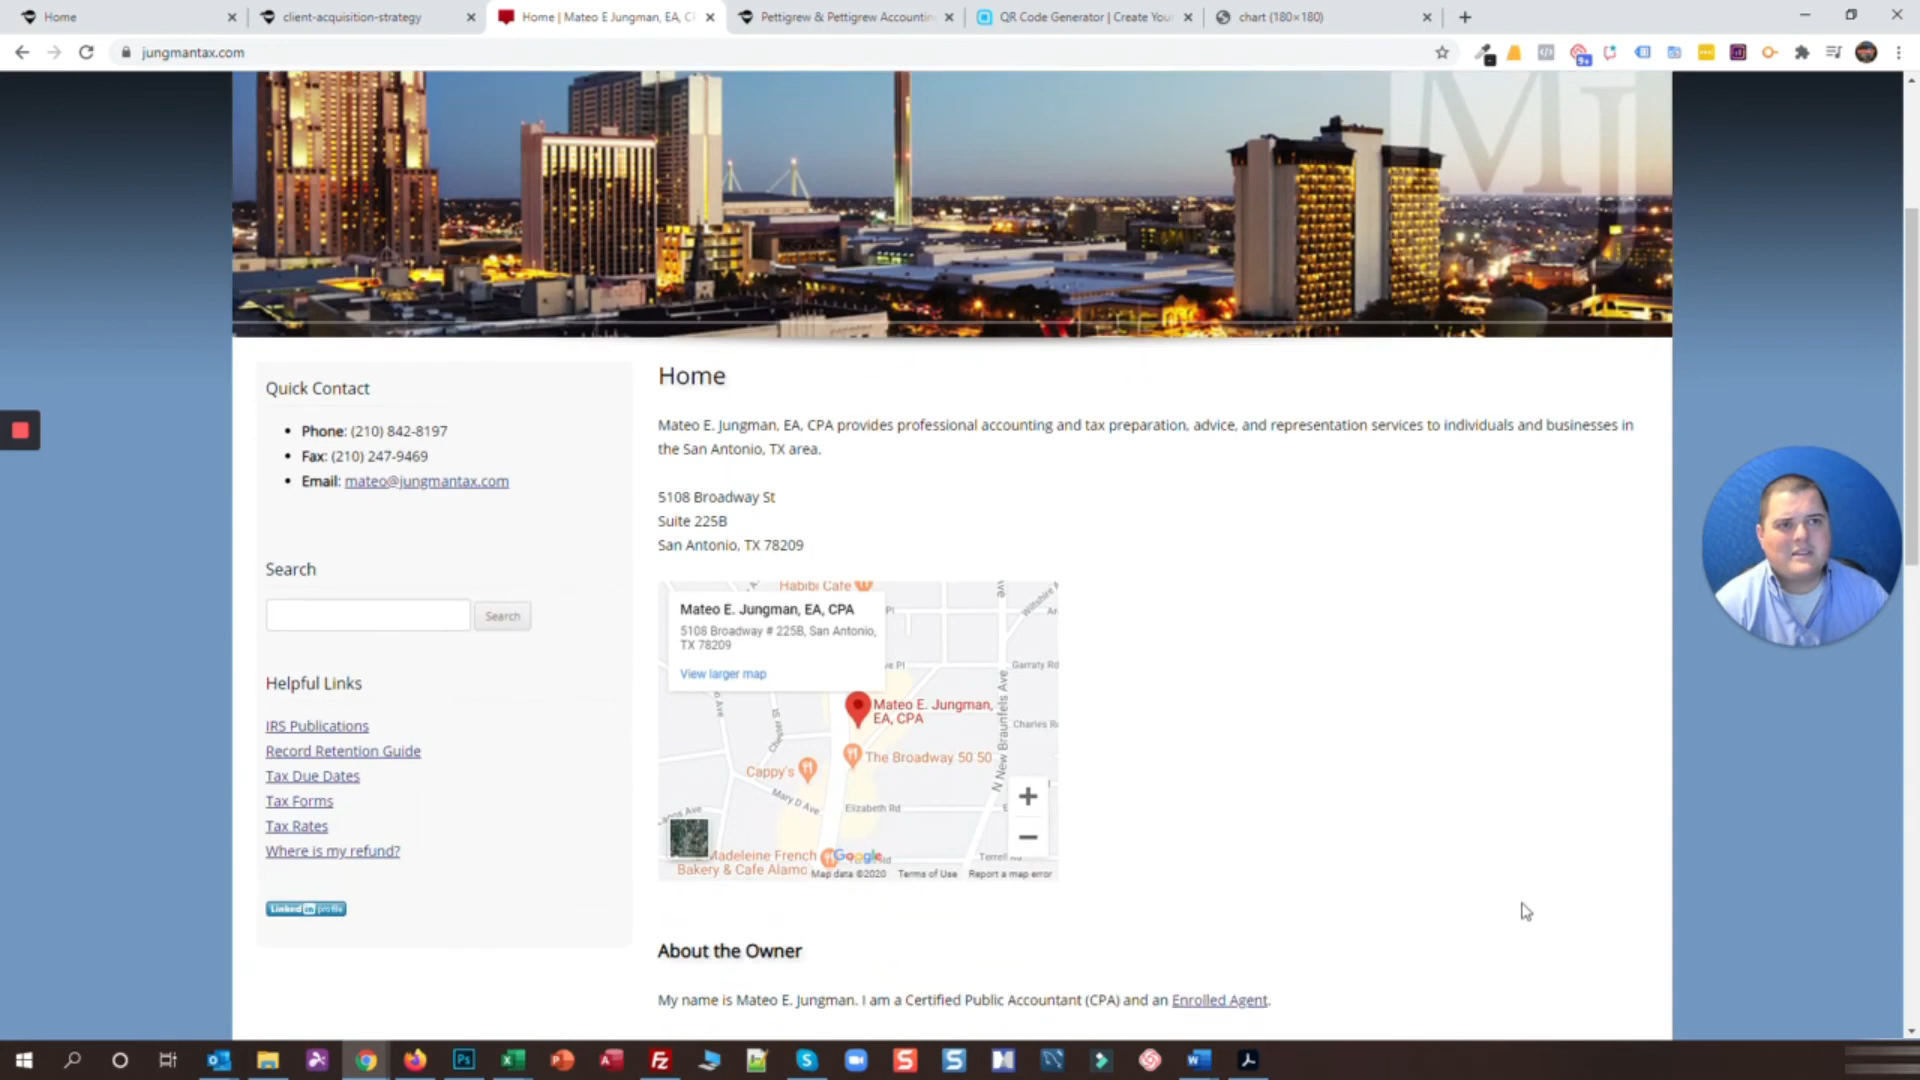 Home
client-acquisition-strategy
Home | Mateo E Jungman, EA, C
Pettigrew & Pettigrew Accountin
QR Code Generator | Create You
chart (180×180)
jungmantax.com
9+
MJ
Quick Contact
Phone: (210) 842-8197
Fax: (210) 247-9469
Email: mateo@jungmantax.com
Search
Search
Helpful Links
IRS Publications
Record Retention Guide
Tax Due Dates
Tax Forms
Tax Rates
Where is my refund?
Linked in profile
Home
Mateo E. Jungman, EA, CPA provides professional accounting and tax preparation, advice, and representation services to individuals and businesses in
the San Antonio, TX area.
5108 Broadway St
Suite 225B
San Antonio, TX 78209
Habibi Cafe
Mateo E. Jungman, EA, CPA
5108 Broadway # 225B, San Antonio,
TX 78209
View larger map
Wiltshire
Garraty Rd
Mateo E. Jungman,
EA, CPA
Charles Rd
N New Braunfels Ave
The Broadway 50 50
Cappy's
Mary D Ave
Elizabeth Rd
Madeleine French
Bakery & Cafe Alamo
Google
Terrell
Map data ©2020
Terms of Use
Report a map error
About the Owner
My name is Mateo E. Jungman. I am a Certified Public Accountant (CPA) and an Enrolled Agent.